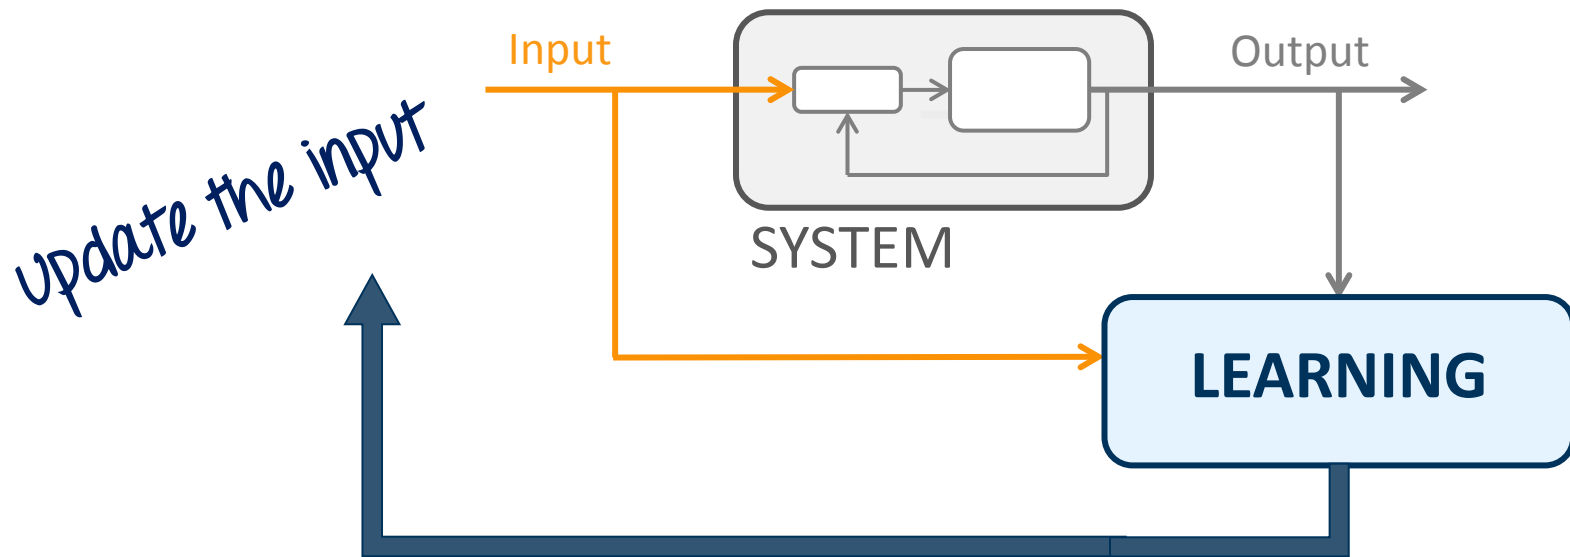 Input
Output
update the input
SYSTEM
LEARNING